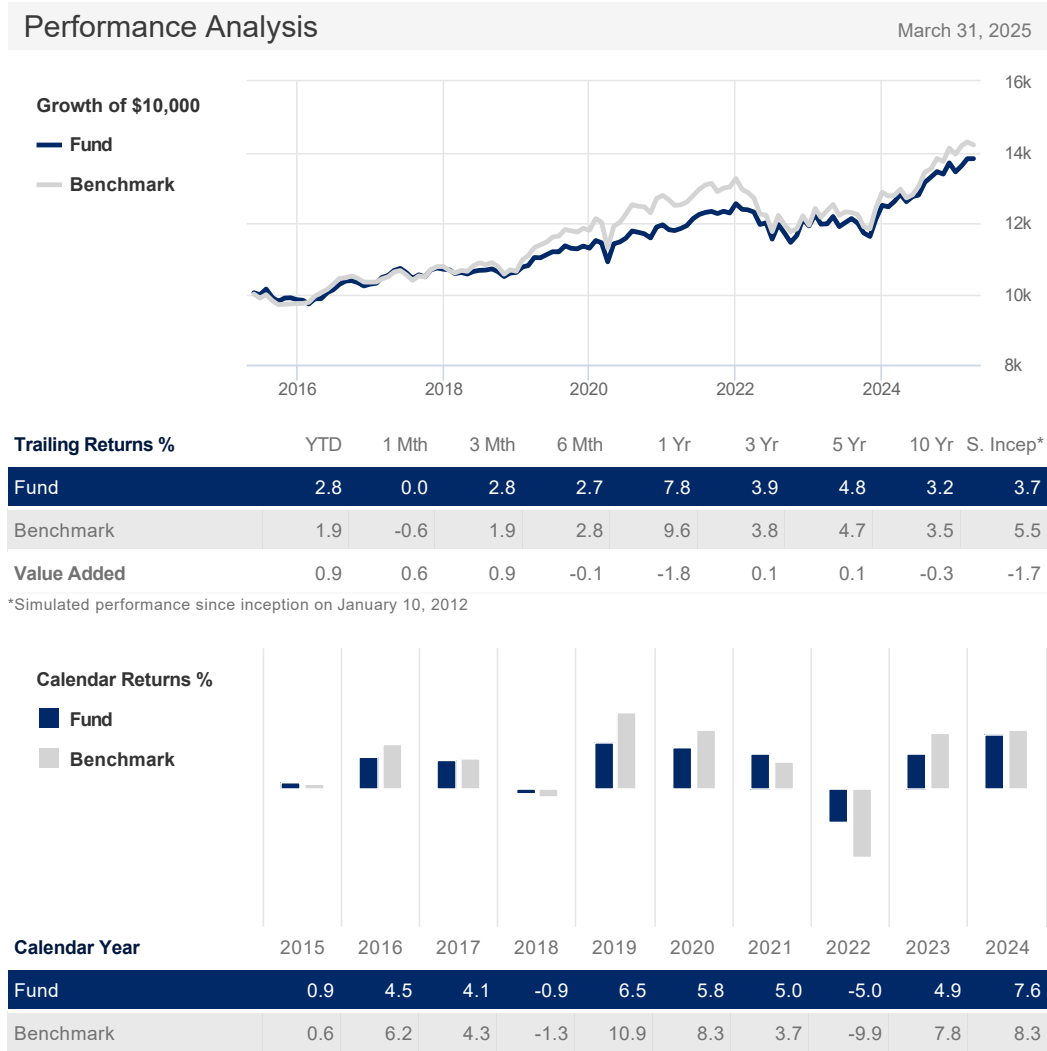 Performance Analysis March 31, 2025
16k
Growth of $10,000
Fund
14k
Benchmark
12k
10k
8k
2016 2018 2020 2022 2024
Trailing Returns % YTD 1 Mth 3 Mth 6 Mth 1 Yr 3 Yr 5 Yr 10 Yr S. Incep*
Fund 2.8 0.0 2.8 2.7 7.8 3.9 4.8 3.2 3.7
Benchmark 1.9 -0.6 1.9 2.8 9.6 3.8 4.7 3.5 5.5
Value Added 0.9 0.6 0.9 -0.1 -1.8 0.1 0.1 -0.3 -1.7
*Simulated performance since inception on January 10, 2012
Calendar Returns %
Fund
Benchmark
Calendar Year 2015 2016 2017 2018 2019 2020 2021 2022 2023 2024
Fund 0.9 4.5 4.1 -0.9 6.5 5.8 5.0 -5.0 4.9 7.6
Benchmark 0.6 6.2 4.3 -1.3 10.9 8.3 3.7 -9.9 7.8 8.3